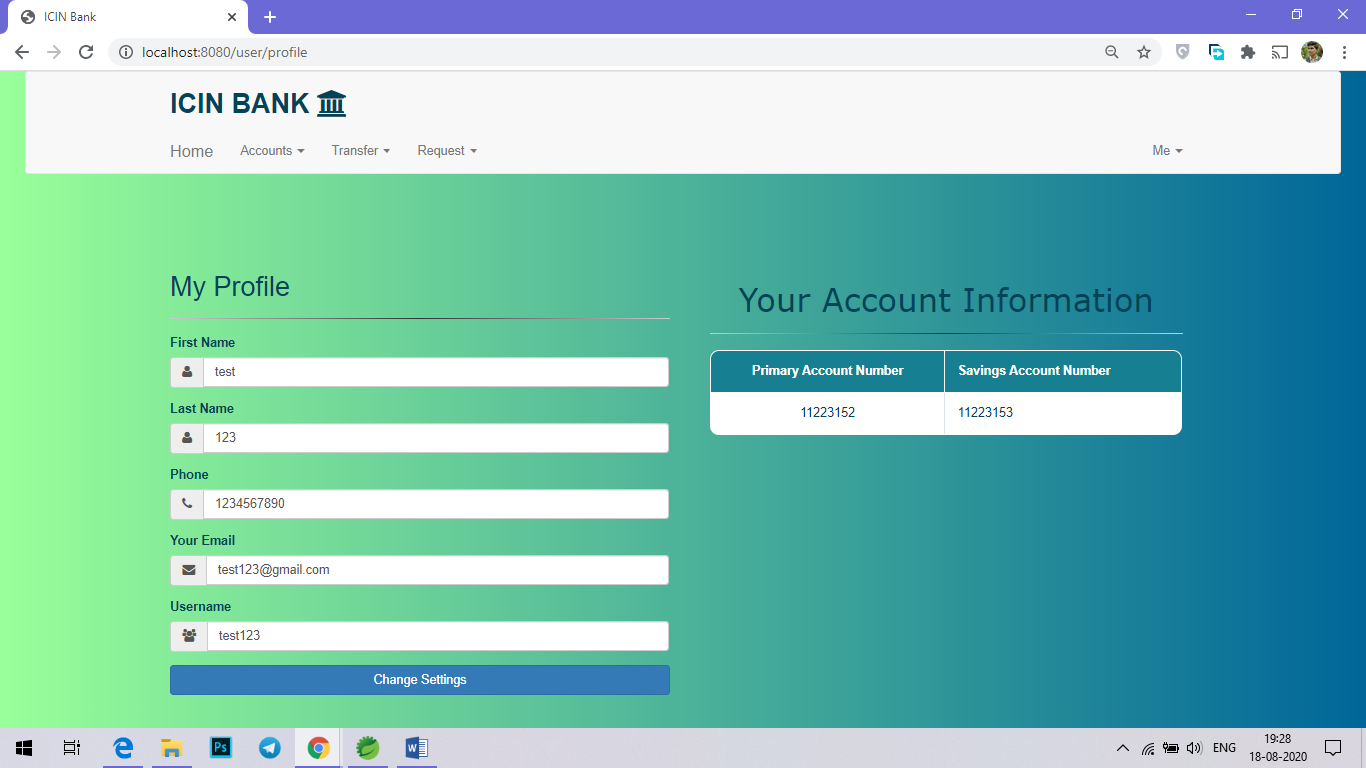 ICIN Bank
localhost:8080/user/profile
ICIN BANK
Home Accounts Transfer Request Me
My Profile
First Name
test
Last Name
123
Phone
1234567890
Your Email
test123@gmail.com
Username
test123
Change Settings
Your Account Information
Primary Account Number Savings Account Number
11223152 11223153
Ps
W
ENG
19:28
18-08-2020